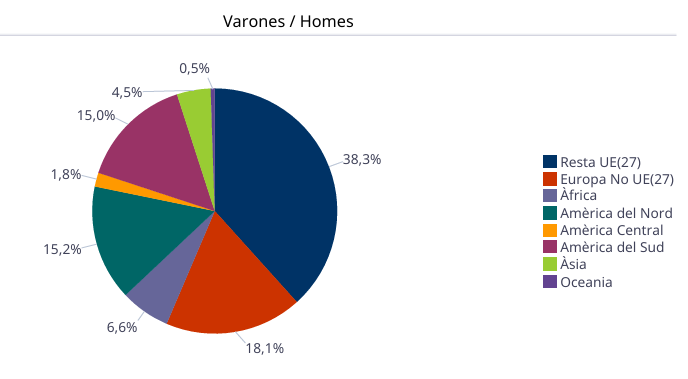 Varones / Homes
0,5%
4,5%
15,0%
1,8%
15,2%
6,6%
18,1%
38,3%
Resta UE(27)
Europa No UE(27)
Àfrica
Amèrica del Nord
Amèrica Central
Amèrica del Sud
Àsia
Oceania